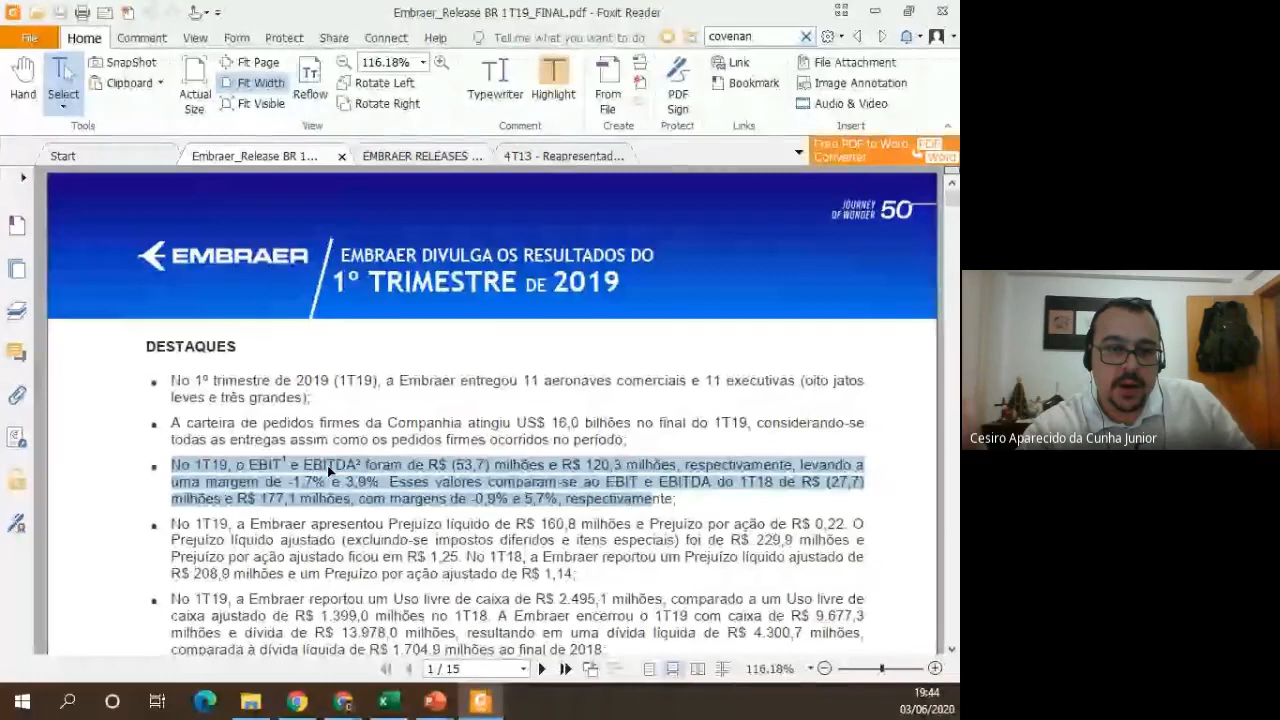 Embraer_Release BR 1T19_FINAL.pdf - Foxit Reader
File Home Comment View Form Protect Share Connect Help Tell me what you want to do covenan
Hand Select SnapShot Clipboard Actual Size Fit Page Fit Width Fit Visible Reflow 116.18% Rotate Left Rotate Right Typewriter Highlight From File PDF Sign Link Bookmark File Attachment Image Annotation Audio & Video
Tools View Comment Create Protect Links Insert
Start Embraer_Release BR 1... EMBRAER RELEASES ... 4T13 - Reapresentad...
Free PDF to Word
Converter
PDF
Word
JOURNEY
OF WONDER 50
EMBRAER
EMBRAER DIVULGA OS RESULTADOS DO
1º TRIMESTRE DE 2019
DESTAQUES
No 1º trimestre de 2019 (1T19), a Embraer entregou 11 aeronaves comerciais e 11 executivas (oito jatos
leves e três grandes);
A carteira de pedidos firmes da Companhia atingiu US$ 16,0 bilhões no final do 1T19, considerando-se
todas as entregas assim como os pedidos firmes ocorridos no período;
No 1T19, o EBIT¹ e EBITDA² foram de R$ (53,7) milhões e R$ 120,3 milhões, respectivamente, levando a
uma margem de -1,7% e 3,9%. Esses valores comparam-se ao EBIT e EBITDA do 1T18 de R$ (27,7)
milhões e R$ 177,1 milhões, com margens de -0,9% e 5,7%, respectivamente;
No 1T19, a Embraer apresentou Prejuízo líquido de R$ 160,8 milhões e Prejuízo por ação de R$ 0,22. O
Prejuízo líquido ajustado (excluindo-se impostos diferidos e itens especiais) foi de R$ 229,9 milhões e
Prejuízo por ação ajustado ficou em R$ 1,25. No 1T18, a Embraer reportou um Prejuízo líquido ajustado de
R$ 208,9 milhões e um Prejuízo por ação ajustado de R$ 1,14;
No 1T19, a Embraer reportou um Uso livre de caixa de R$ 2.495,1 milhões, comparado a um Uso livre de
caixa ajustado de R$ 1.399,0 milhões no 1T18. A Embraer encerrou o 1T19 com caixa de R$ 9.677,3
milhões e dívida de R$ 13.978,0 milhões, resultando em uma dívida líquida de R$ 4.300,7 milhões,
comparada à dívida líquida de R$ 1.704,9 milhões ao final de 2018;
1 / 15 116.18%
19:44
03/06/2020
Cesiro Aparecido da Cunha Junior